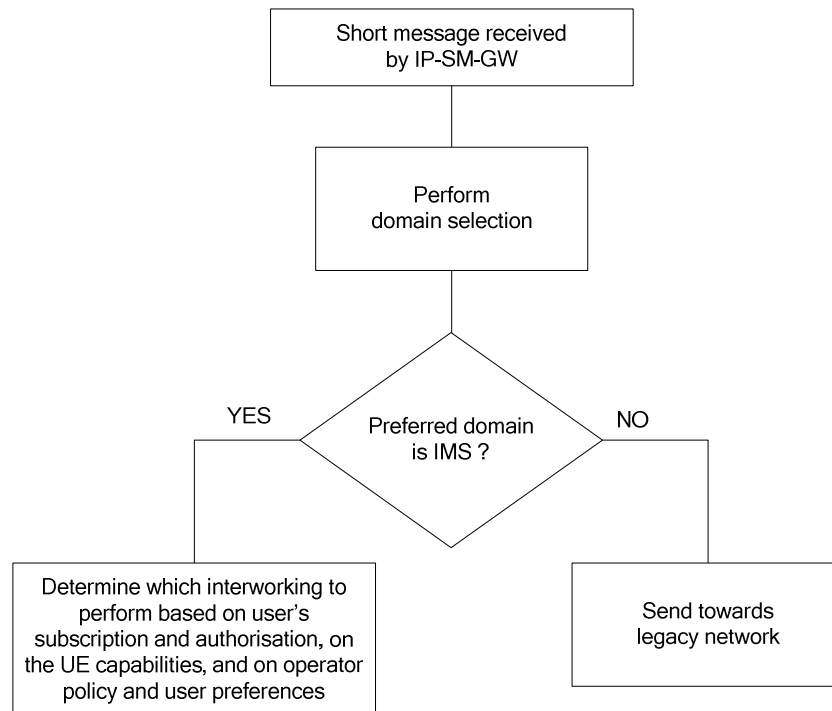 Short message received
by IP-SM-GW
Perform
domain selection
YES
Preferred domain
is IMS ?
NO
Determine which interworking to
perform based on user's
subscription and authorisation, on
the UE capabilities, and on operator
policy and user preferences
Send towards
legacy network